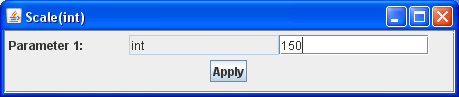 Scale(int)
Parameter 1: int 150
Apply